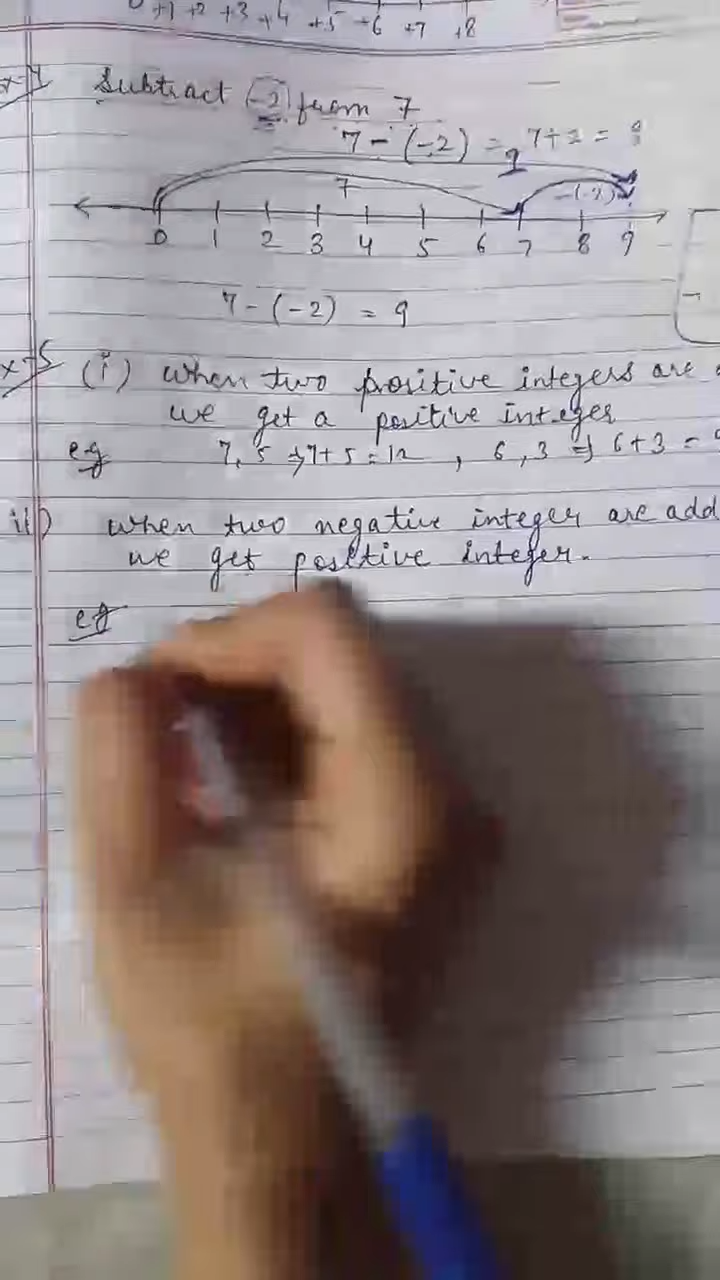 0 +1 +2 +3 +4 +5 +6 +7 +8
Subtract (-2) from 7
7 - (-2) = 9 7+2 = 9
7 -(-2)
0 1 2 3 4 5 6 7 8 9
7 - (-2) = 9
(i) when two positive integers are
we get a positive integer
eg 7, 5 ⇒ 7+5 = 12 , 6 , 3 ⇒ 6+3 = 9
ii) when two negative integer are add
we get positive integer.
eg